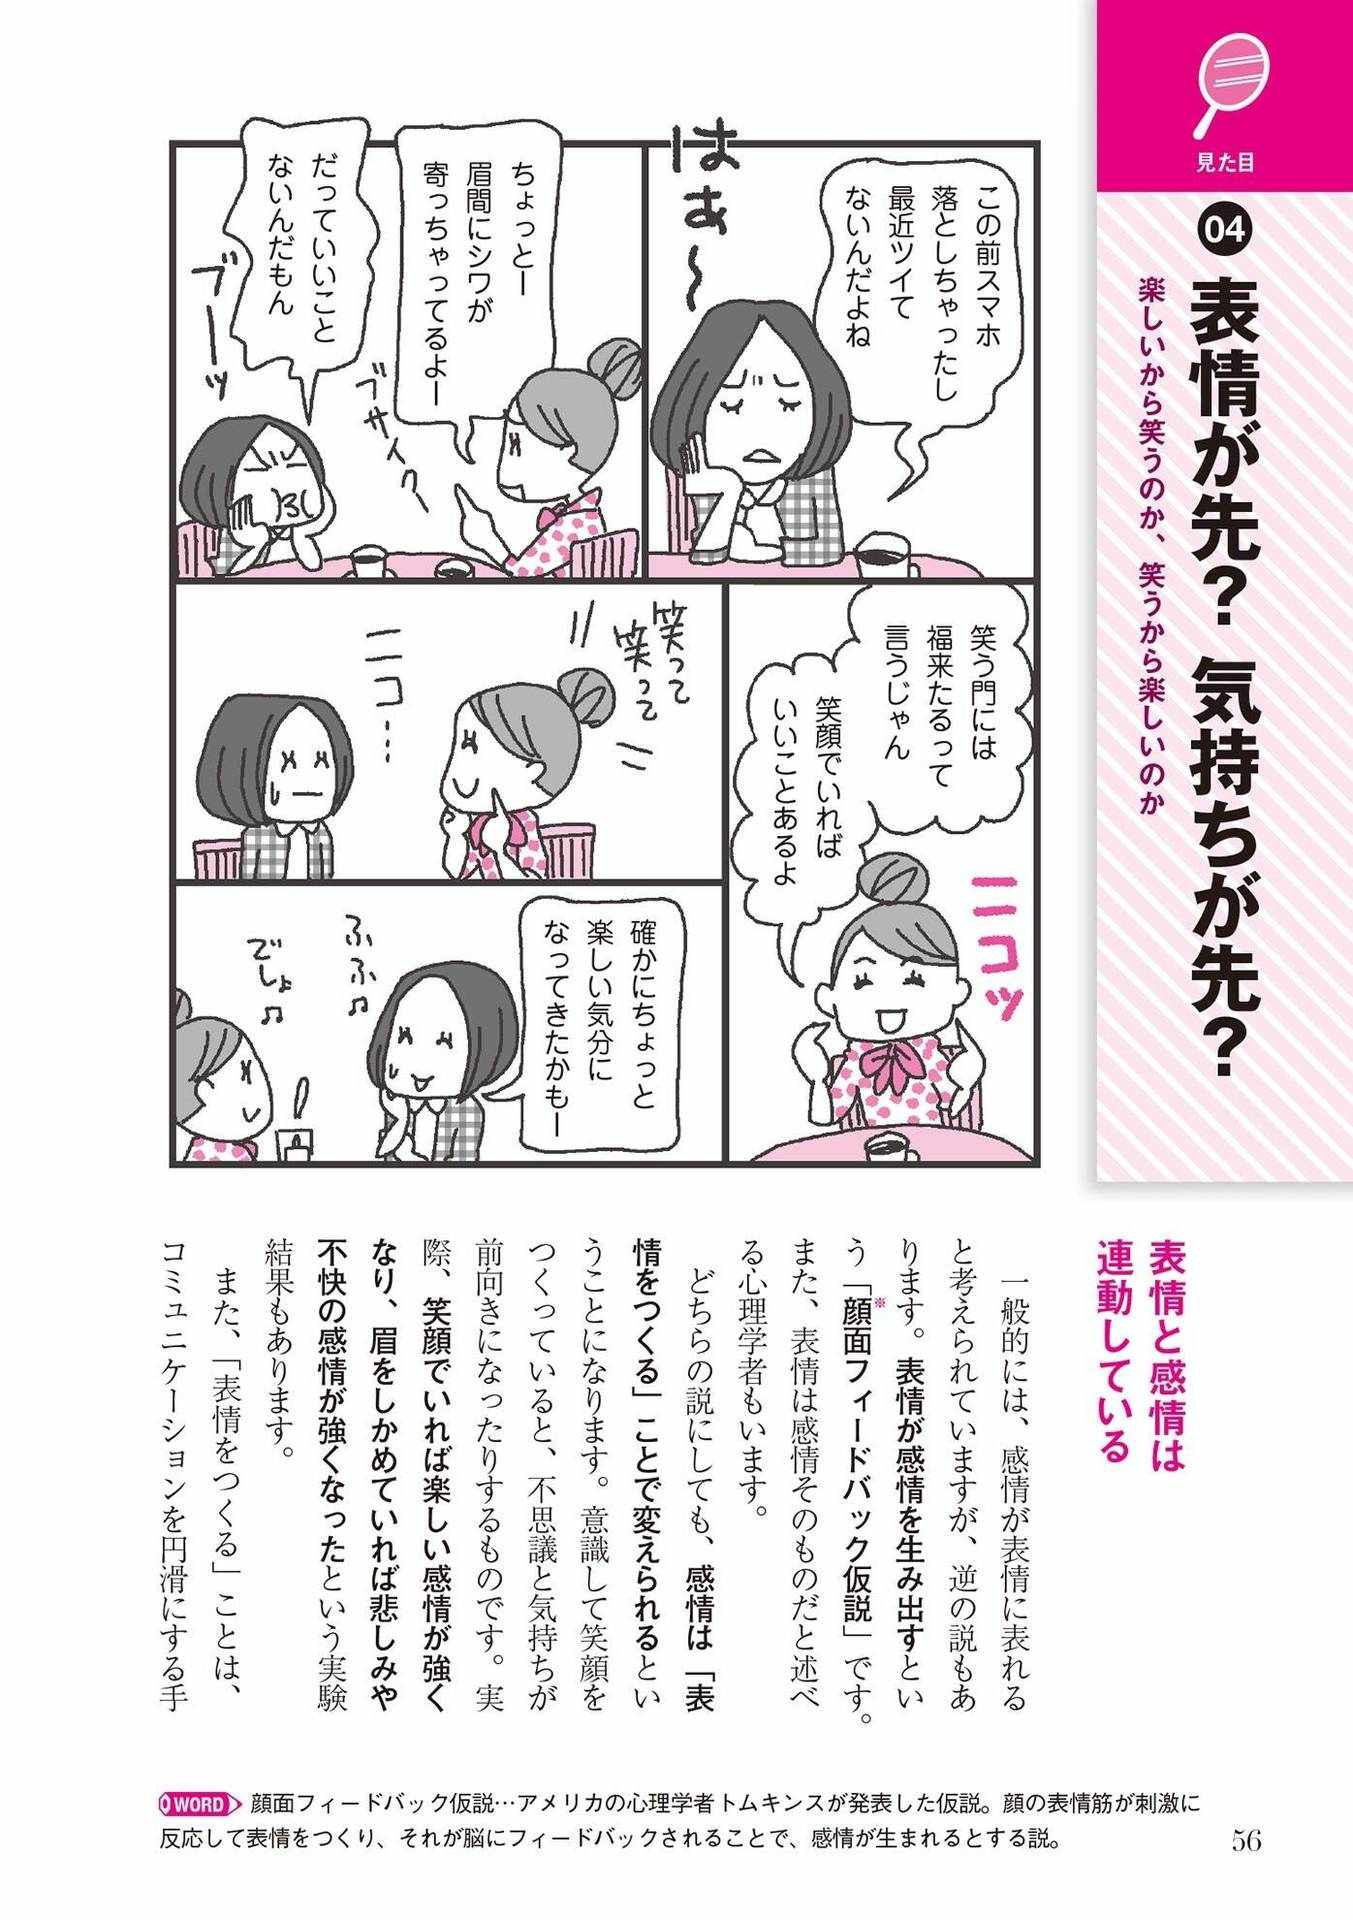 見た目
04
表情が先？ 気持ちが先？
楽しいから笑うのか、笑うから楽しいのか
はぁ〜
この前スマホ
落としちゃったし
最近ツイて
ないんだよね
ちょっとー
眉間にシワが
寄っちゃってるよー
ブサイク
だっていいこと
ないんだもん
ブーーッ
笑う門には
福来たるって
言うじゃん
笑顔でいれば
いいことあるよ
ニコッ
笑って
笑って
ニコ…
確かにちょっと
楽しい気分に
なってきたかもー
ふふ♫
でしょ♫
表情と感情は
連動している
一般的には、感情が表情に表れる
と考えられていますが、逆の説もあ
ります。表情が感情を生み出すとい
う「顔面フィードバック仮説」です。
※
また、表情は感情そのものだと述べ
る心理学者もいます。
どちらの説にしても、感情は「表
情をつくる」ことで変えられるとい
うことになります。意識して笑顔を
つくっていると、不思議と気持ちが
前向きになったりするものです。実
際、笑顔でいれば楽しい感情が強く
なり、眉をしかめていれば悲しみや
不快の感情が強くなったという実験
結果もあります。
また、「表情をつくる」ことは、
コミュニケーションを円滑にする手
WORD 顔面フィードバック仮説…アメリカの心理学者トムキンスが発表した仮説。顔の表情筋が刺激に
反応して表情をつくり、それが脳にフィードバックされることで、感情が生まれるとする説。
56